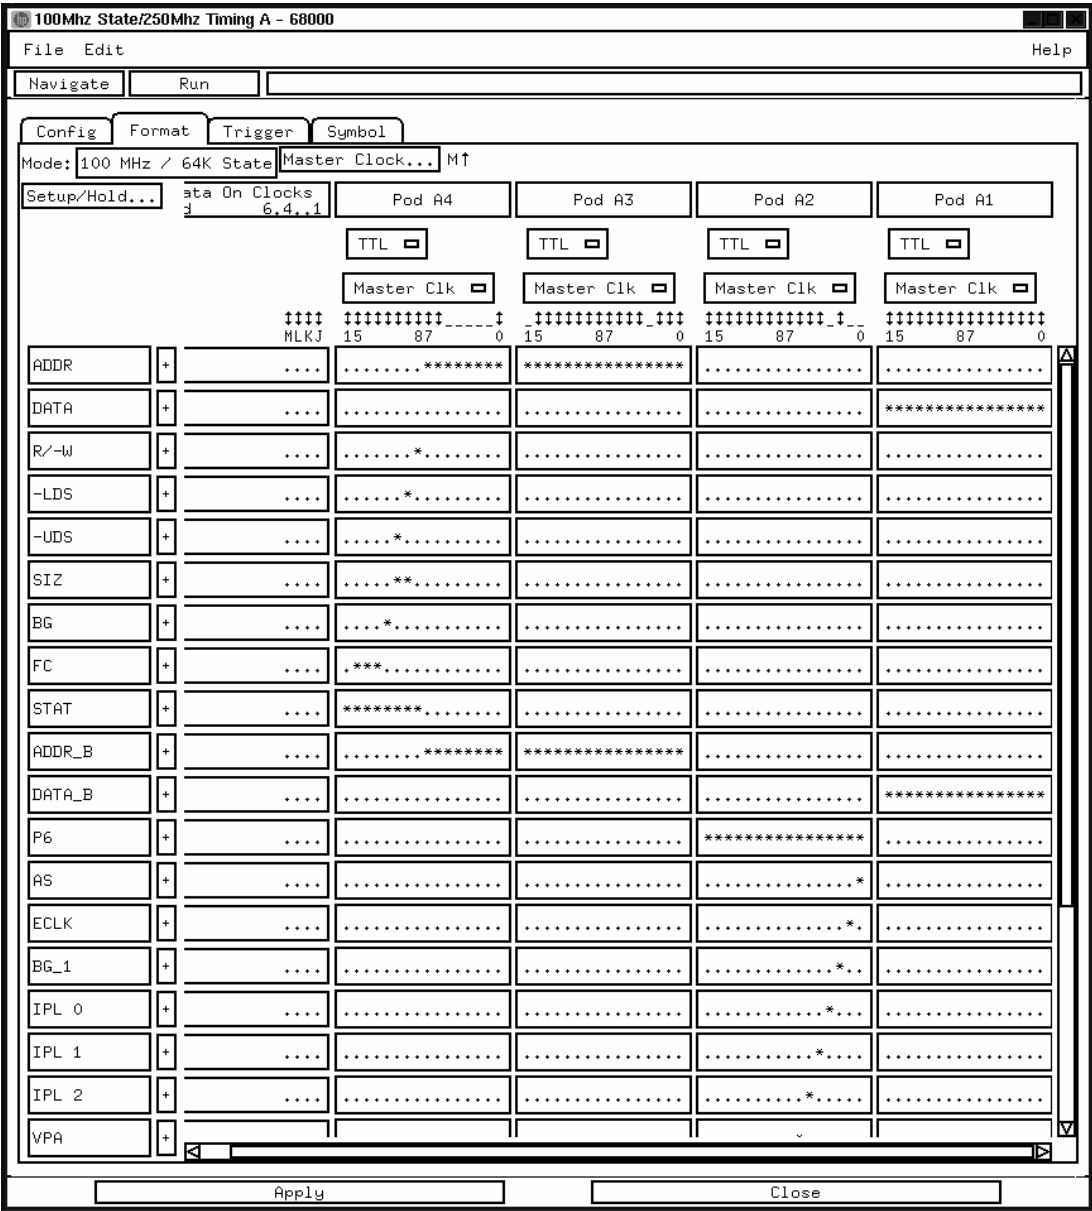 hp 100Mhz State/250Mhz Timing A - 68000
File Edit Help
Navigate Run
Config Format Trigger Symbol
Mode: 100 MHz / 64K State Master Clock... M↑
Setup/Hold... ata On Clocks Pod A4 Pod A3 Pod A2 Pod A1
6,4..1
TTL TTL TTL TTL
Master Clk Master Clk Master Clk Master Clk
↕↕↕↕ ↕↕↕↕↕↕↕↕↕↕_____↕ _↕↕↕↕↕↕↕↕↕↕↕_↕↕↕ ↕↕↕↕↕↕↕↕↕↕↕↕_↕__ ↕↕↕↕↕↕↕↕↕↕↕↕↕↕↕↕
MLKJ 15 87 0 15 87 0 15 87 0 15 87 0
ADDR + .... ........******** **************** ................ ................
DATA + .... ................ ................ ................ ****************
R/-W + .... .......*........ ................ ................ ................
-LDS + .... ......*......... ................ ................ ................
-UDS + .... .....*.......... ................ ................ ................
SIZ + .... .....**......... ................ ................ ................
BG + .... ....*........... ................ ................ ................
FC + .... .***............ ................ ................ ................
STAT + .... ********........ ................ ................ ................
ADDR_B + .... ........******** **************** ................ ................
DATA_B + .... ................ ................ ................ ****************
P6 + .... ................ ................ **************** ................
AS + .... ................ ................ ...............* ................
ECLK + .... ................ ................ ..............*. ................
BG_1 + .... ................ ................ .............*.. ................
IPL 0 + .... ................ ................ ............*... ................
IPL 1 + .... ................ ................ ...........*.... ................
IPL 2 + .... ................ ................ ..........*..... ................
VPA +
Apply Close